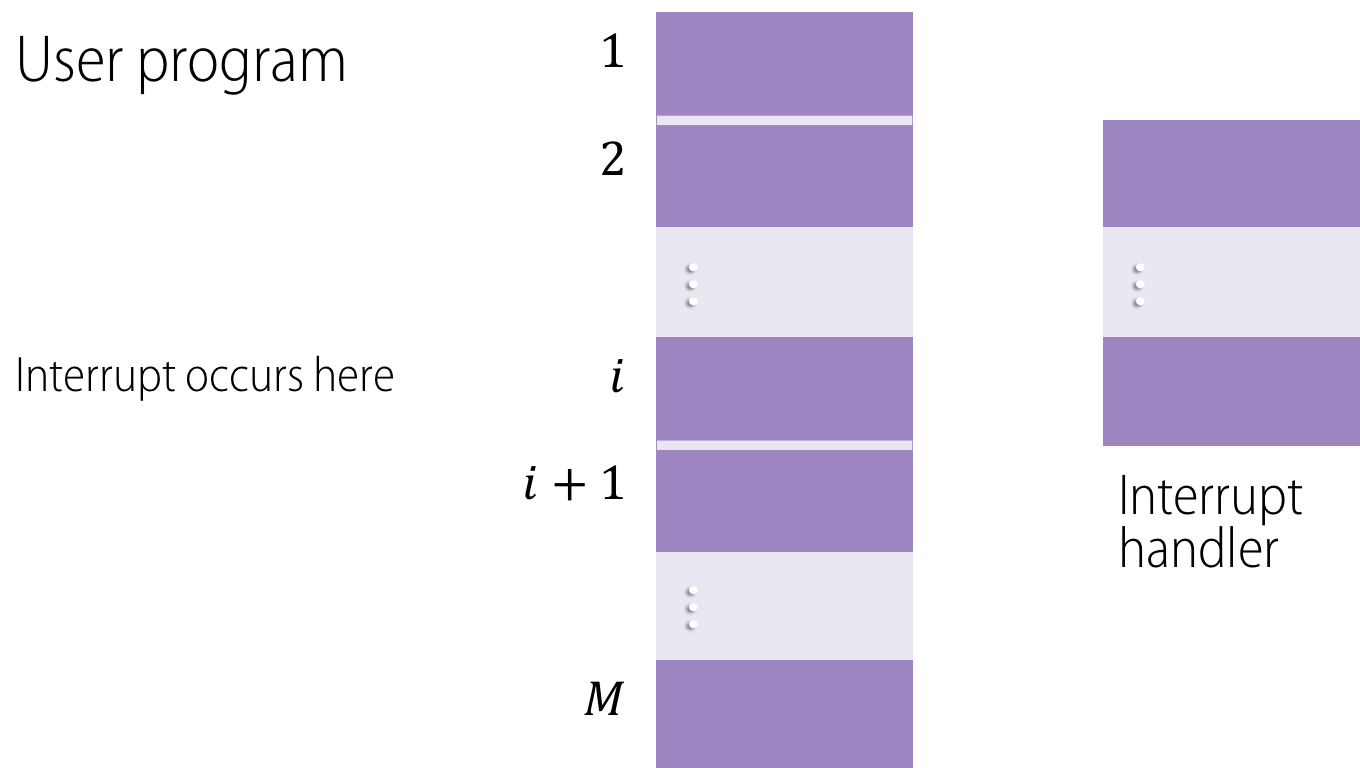 User program
1
2
⋮
⋮
Interrupt occurs here
i
i + 1
Interrupt
handler
⋮
M